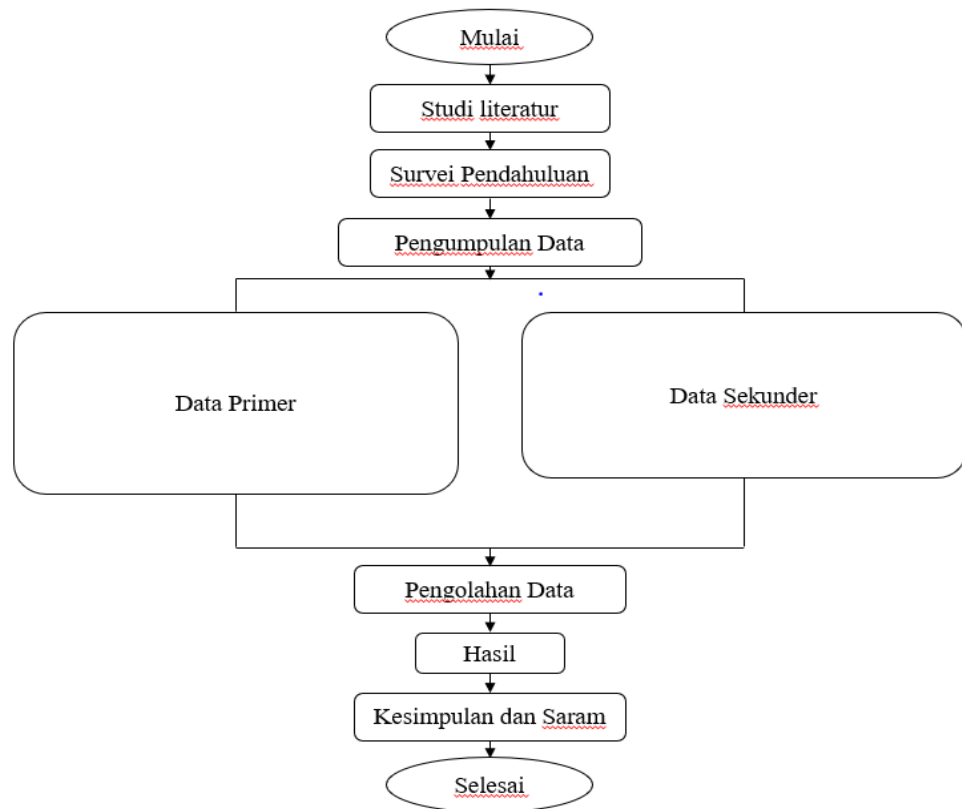 Mulai
Studi literatur
Survei Pendahuluan
Pengumpulan Data
Data Primer
Data Sekunder
Pengolahan Data
Hasil
Kesimpulan dan Saram
Selesai